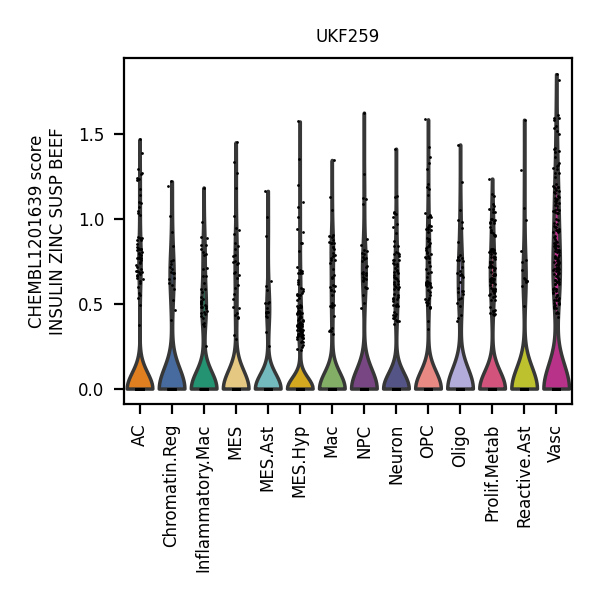 UKF259
CHEMBL1201639 score
INSULIN ZINC SUSP BEEF
1.5
1.0
0.5
0.0
AC
Chromatin.Reg
Inflammatory.Mac
MES
MES.Ast
MES.Hyp
Mac
NPC
Neuron
OPC
Oligo
Prolif.Metab
Reactive.Ast
Vasc